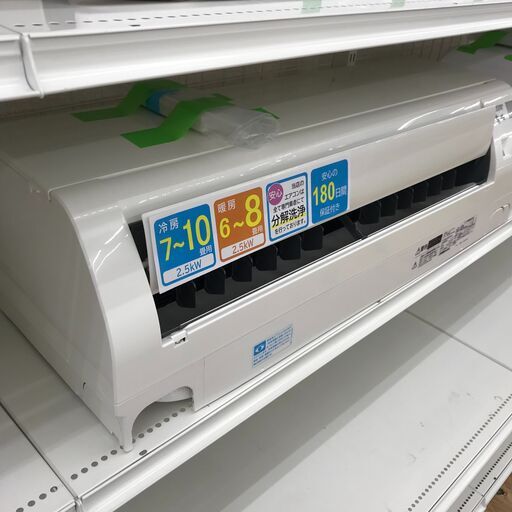 冷房
7～10
畳用
2.5kW
暖房
6～8
畳用
2.5kW
安心
当店の
エアコンは
全て専門業者にて
分解洗浄
を行っております。
安心の
180日間
保証付き